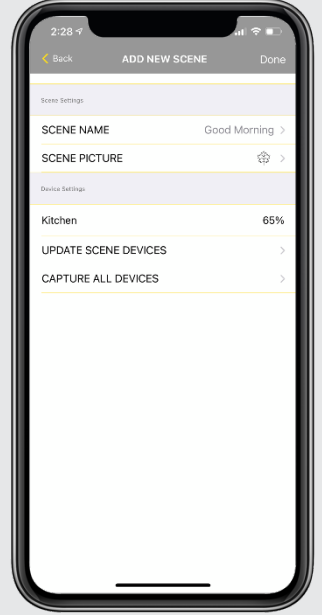 2:28
Back ADD NEW SCENE Done
Scene Settings
SCENE NAME Good Morning
SCENE PICTURE
Device Settings
Kitchen 65%
UPDATE SCENE DEVICES
CAPTURE ALL DEVICES